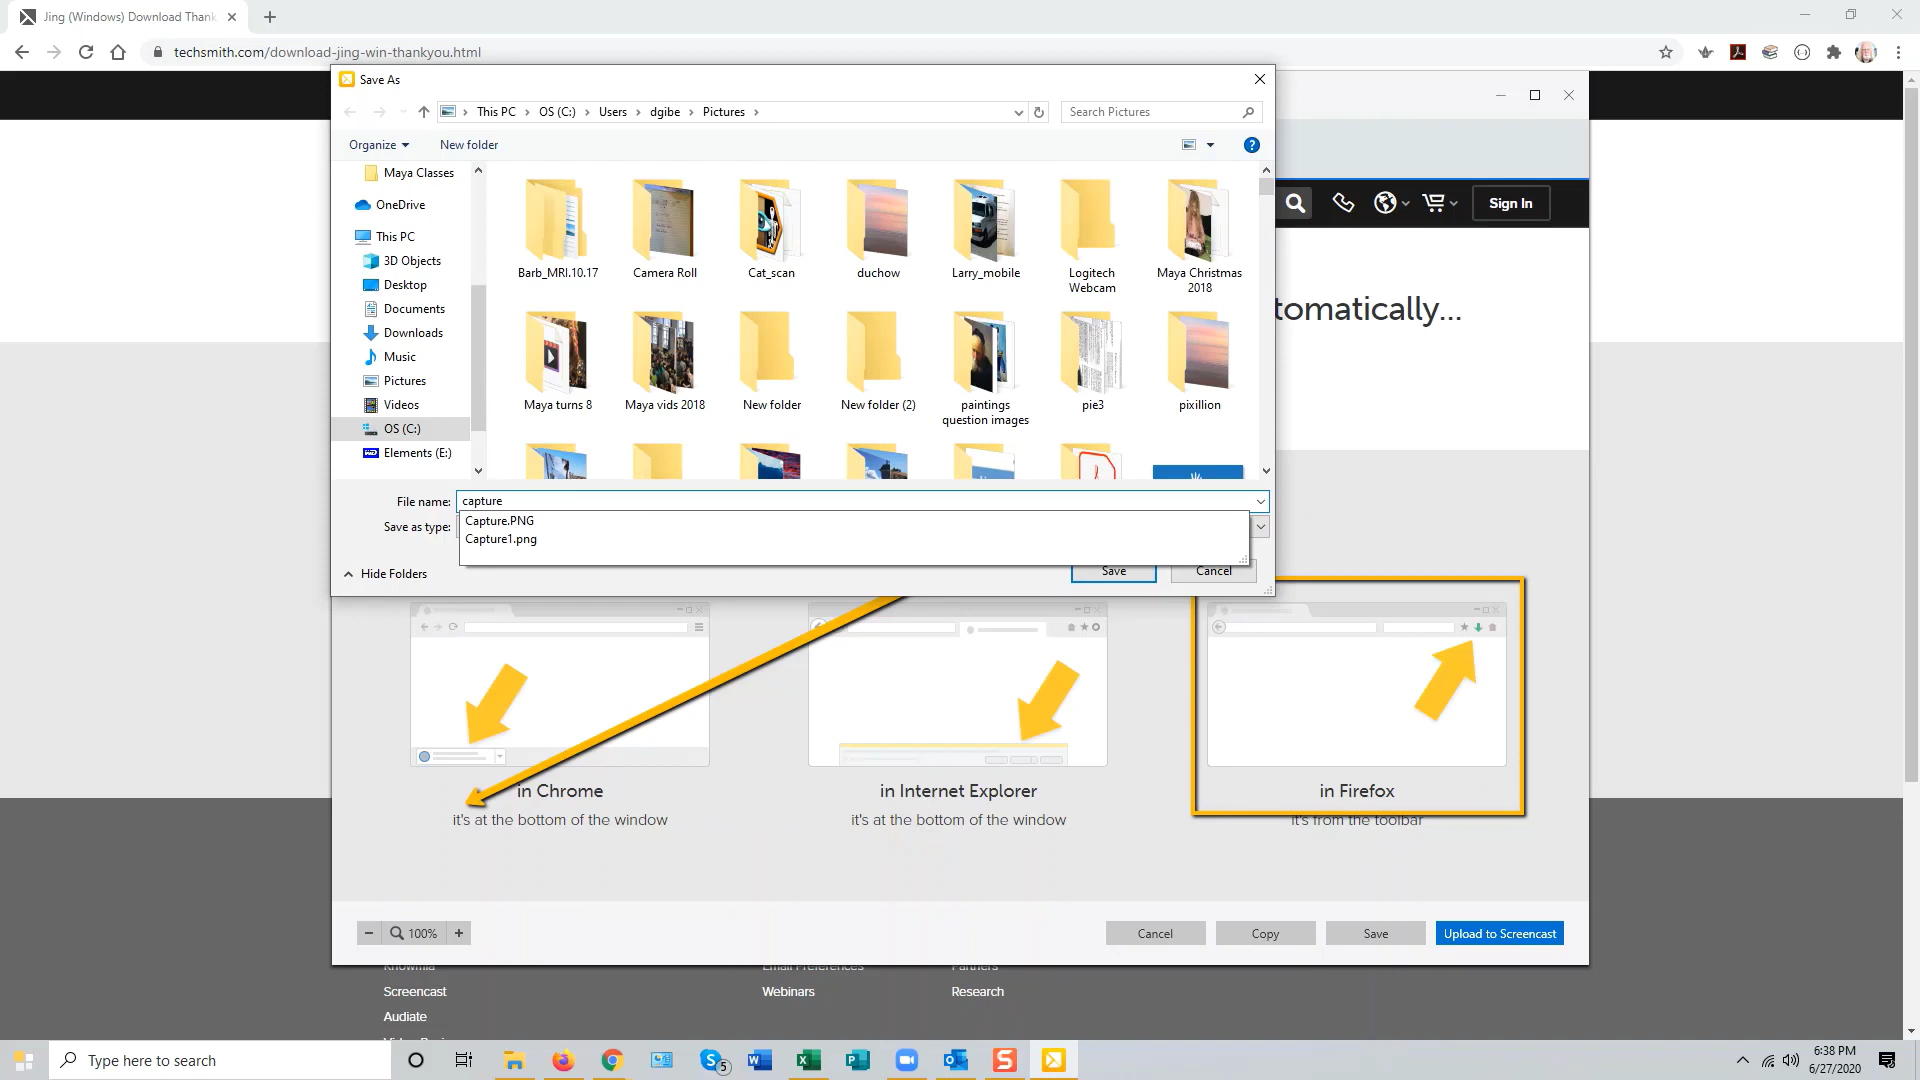 Jing (Windows) Download Thank
techsmith.com/download-jing-win-thankyou.html
Save As
This PC > OS (C:) > Users > dgibe > Pictures >
Search Pictures
Organize
New folder
Maya Classes
OneDrive
This PC
3D Objects
Desktop
Documents
Downloads
Music
Pictures
Videos
OS (C:)
Elements (E:)
Barb_MRI.10.17
Camera Roll
Cat_scan
duchow
Larry_mobile
Logitech
Webcam
Maya Christmas
2018
Maya turns 8
Maya vids 2018
New folder
New folder (2)
paintings
question images
pie3
pixillion
File name: capture
Save as type:
Capture.PNG
Capture1.png
Hide Folders
Save
Cancel
Sign In
tomatically...
in Chrome
it's at the bottom of the window
in Internet Explorer
it's at the bottom of the window
in Firefox
it's from the toolbar
100%
Cancel
Copy
Save
Upload to Screencast
Knowmia
Email Preferences
Partners
Screencast
Webinars
Research
Audiate
Type here to search
5
6:38 PM
6/27/2020